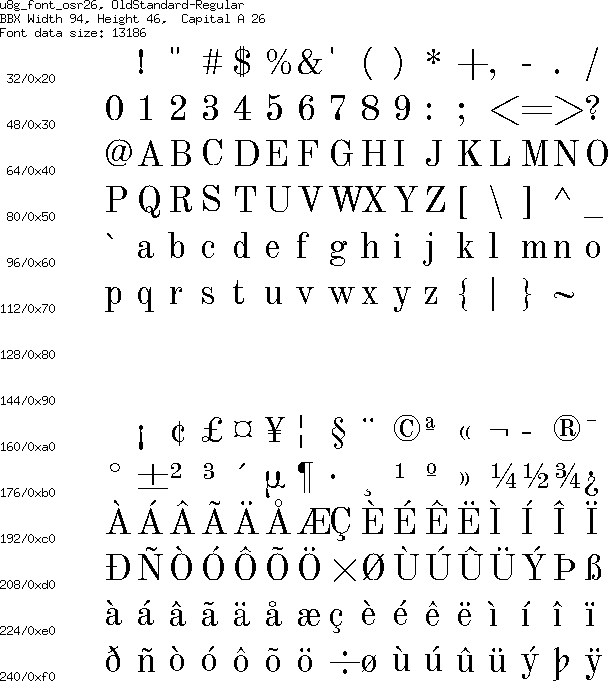 u8g_font_osr26, OldStandard-Regular
BBX Width 94, Height 46, Capital A 26
Font data size: 13186
32/0x20 ! " # $ % & ' ( ) * + , - . /
48/0x30 0 1 2 3 4 5 6 7 8 9 : ; < = > ?
64/0x40 @ A B C D E F G H I J K L M N O
80/0x50 P Q R S T U V W X Y Z [ \ ] ^ _
96/0x60 ` a b c d e f g h i j k l m n o
112/0x70 p q r s t u v w x y z { | } ~
128/0x80
144/0x90
160/0xa0 ¡ ¢ £ ¤ ¥ ¦ § ¨ © ª « ¬ - ® ¯
176/0xb0 ° ± ² ³ ´ µ ¶ · ¸ ¹ º » ¼ ½ ¾ ¿
192/0xc0 À Á Â Ã Ä Å Æ Ç È É Ê Ë Ì Í Î Ï
208/0xd0 Ð Ñ Ò Ó Ô Õ Ö × Ø Ù Ú Û Ü Ý Þ ß
224/0xe0 à á â ã ä å æ ç è é ê ë ì í î ï
240/0xf0 ð ñ ò ó ô õ ö ÷ ø ù ú û ü ý þ ÿ